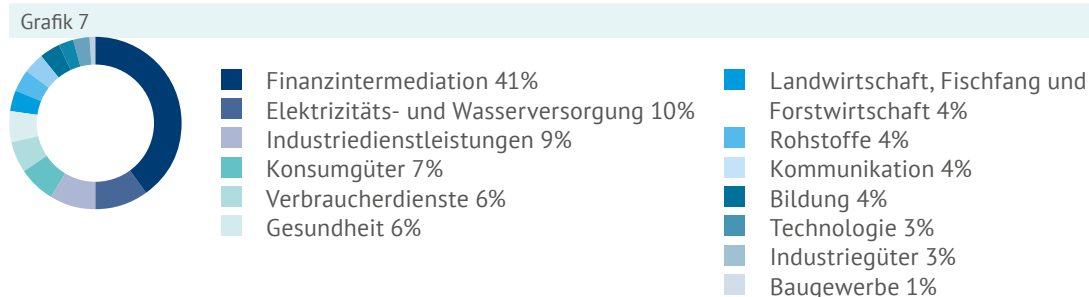 Grafik 7
Finanzintermediation 41%
Elektrizitäts- und Wasserversorgung 10%
Industriedienstleistungen 9%
Konsumgüter 7%
Verbraucherdienste 6%
Gesundheit 6%
Landwirtschaft, Fischfang und
Forstwirtschaft 4%
Rohstoffe 4%
Kommunikation 4%
Bildung 4%
Technologie 3%
Industriegüter 3%
Baugewerbe 1%